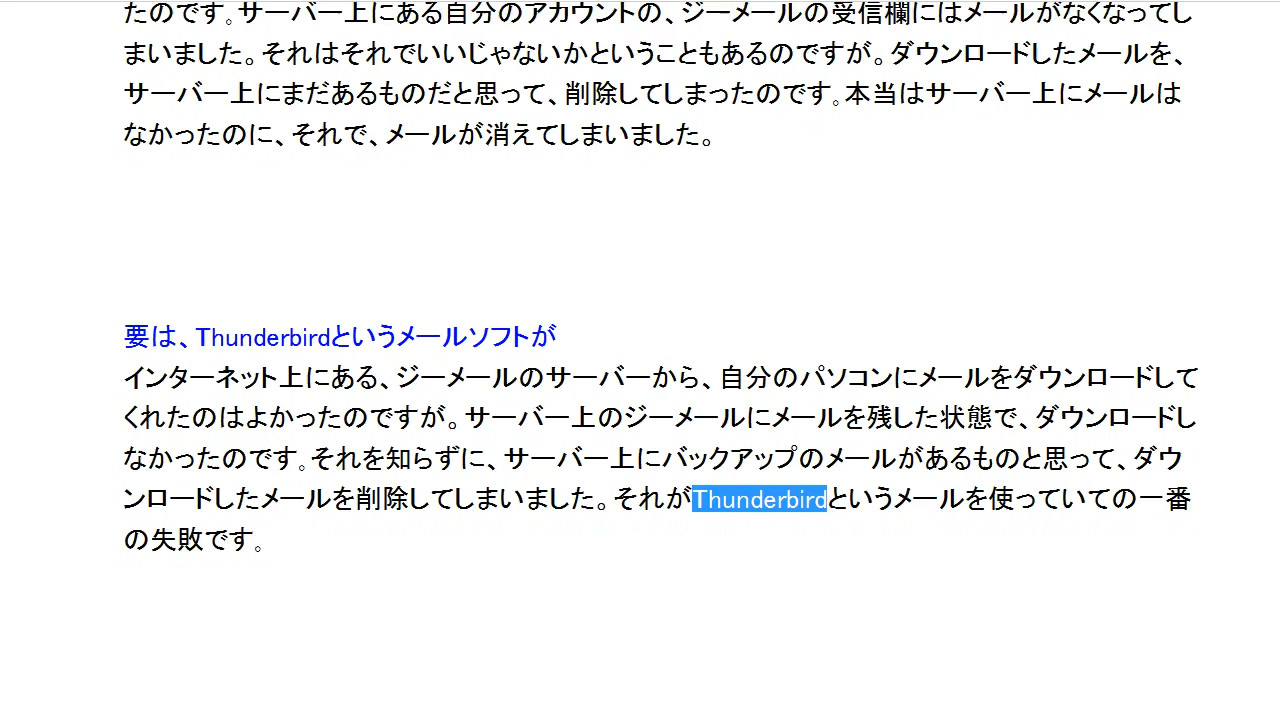 たのです。サーバー上にある自分のアカウントの、ジーメールの受信欄にはメールがなくなってし
まいました。それはそれでいいじゃないかということもあるのですが。ダウンロードしたメールを、
サーバー上にまだあるものだと思って、削除してしまったのです。本当はサーバー上にメールは
なかったのに、それで、メールが消えてしまいました。
要は、Thunderbirdというメールソフトが
インターネット上にある、ジーメールのサーバーから、自分のパソコンにメールをダウンロードして
くれたのはよかったのですが。サーバー上のジーメールにメールを残した状態で、ダウンロードし
なかったのです。それを知らずに、サーバー上にバックアップのメールがあるものと思って、ダウ
ンロードしたメールを削除してしまいました。それがThunderbirdというメールを使っていての一番
の失敗です。